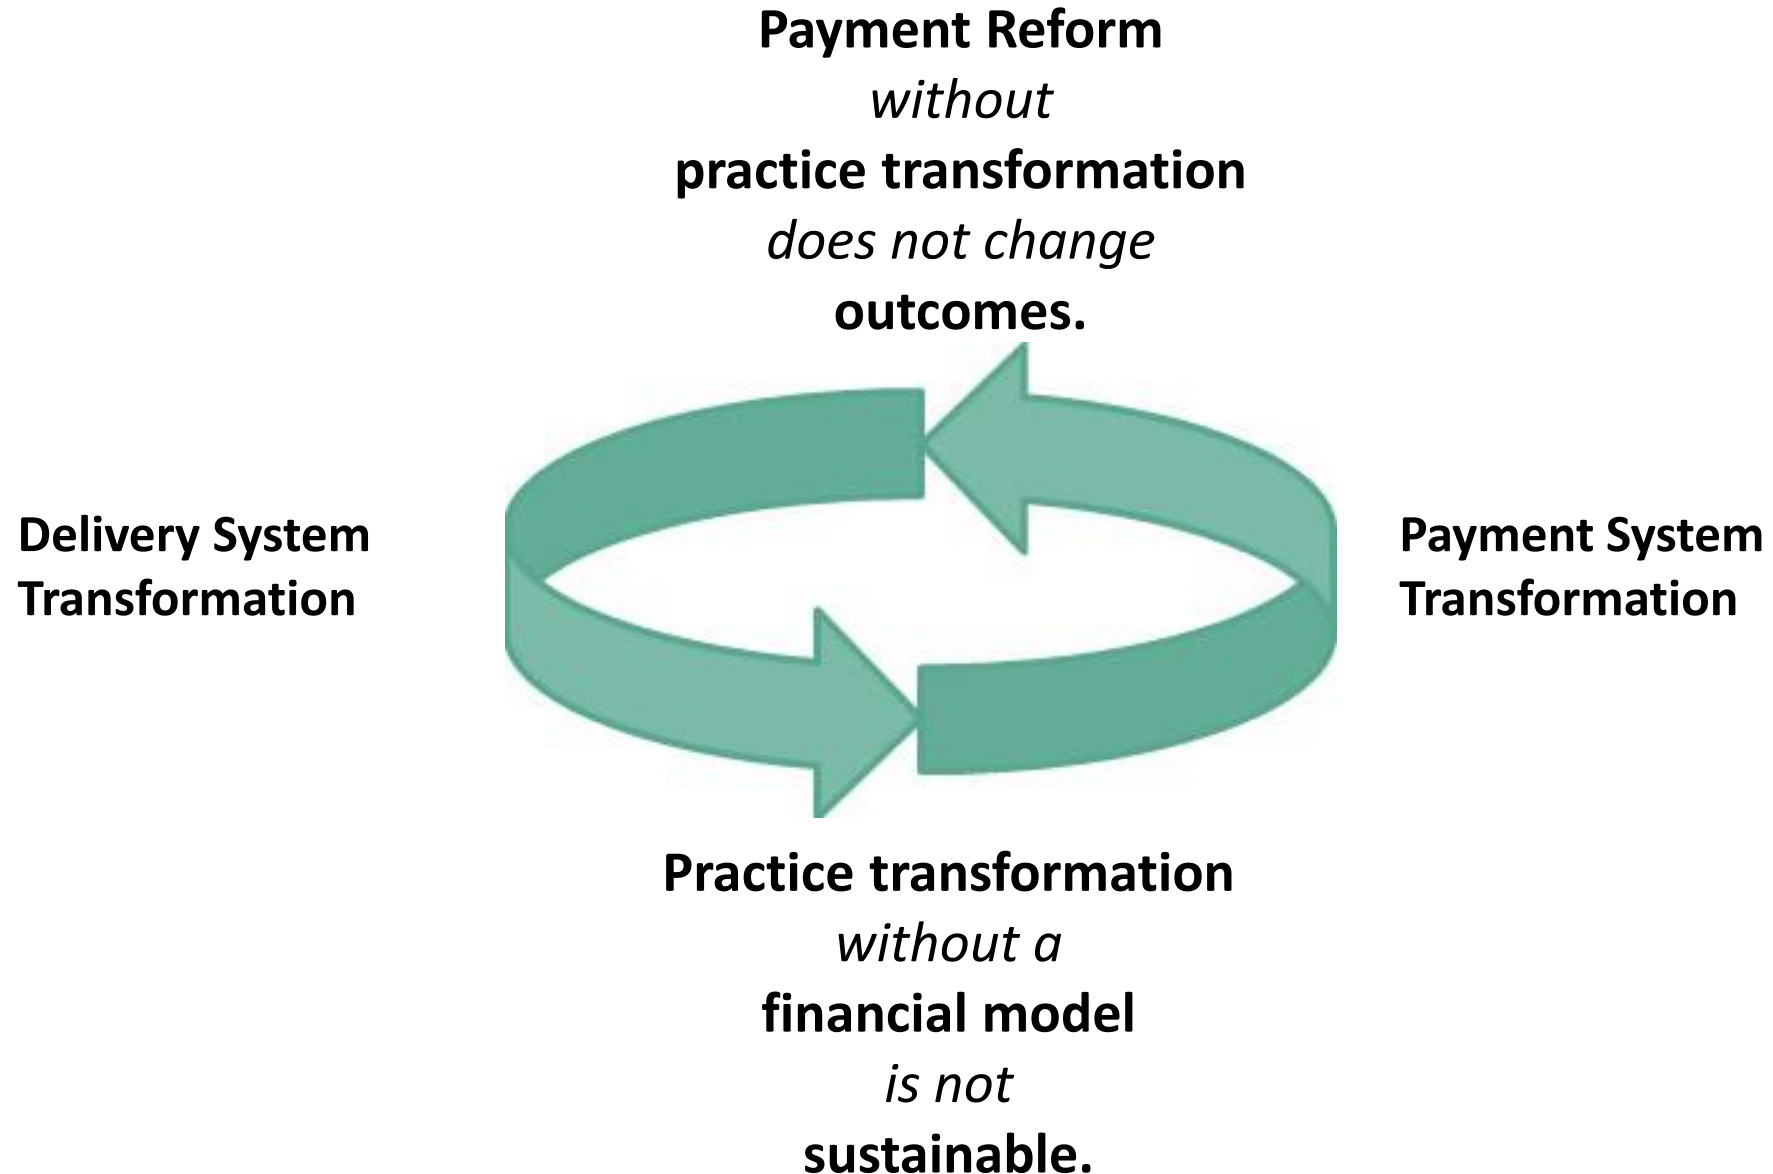 Payment Reform
without
practice transformation
does not change
outcomes.
Delivery System
Transformation
Payment System
Transformation
Practice transformation
without a
financial model
is not
sustainable.